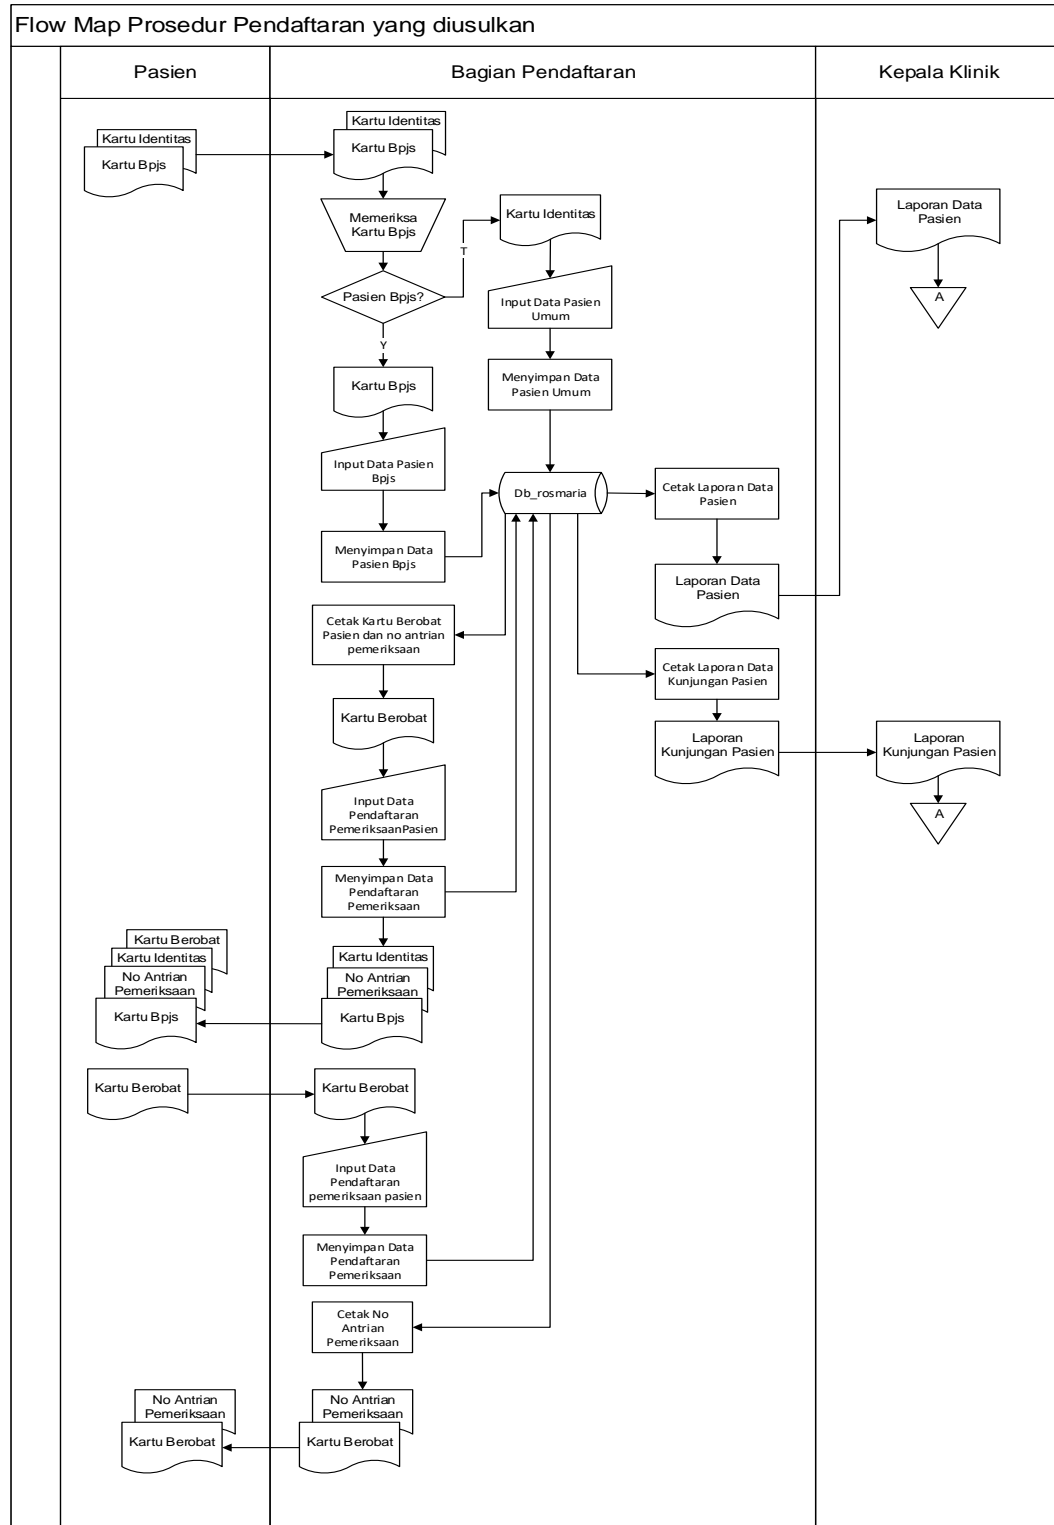 Flow Map Prosedur Pendaftaran yang diusulkan
Pasien
Bagian Pendaftaran
Kepala Klinik
Kartu Identitas
Kartu Bpjs
Kartu Identitas
Kartu Bpjs
Memeriksa
Kartu Bpjs
Pasien Bpjs?
T
Y
Kartu Identitas
Input Data Pasien
Umum
Menyimpan Data
Pasien Umum
Kartu Bpjs
Input Data Pasien
Bpjs
Menyimpan Data
Pasien Bpjs
Db_rosmaria
Cetak Laporan Data
Pasien
Laporan Data
Pasien
Laporan Data
Pasien
A
Cetak Kartu Berobat
Pasien dan no antrian
pemeriksaan
Kartu Berobat
Cetak Laporan Data
Kunjungan Pasien
Laporan
Kunjungan Pasien
Laporan
Kunjungan Pasien
A
Input Data
Pendaftaran
PemeriksaanPasien
Menyimpan Data
Pendaftaran
Pemeriksaan
Kartu Identitas
No Antrian
Pemeriksaan
Kartu Bpjs
Kartu Berobat
Kartu Identitas
No Antrian
Pemeriksaan
Kartu Bpjs
Kartu Berobat
Kartu Berobat
Input Data
Pendaftaran
pemeriksaan pasien
Menyimpan Data
Pendaftaran
Pemeriksaan
Cetak No
Antrian
Pemeriksaan
No Antrian
Pemeriksaan
Kartu Berobat
No Antrian
Pemeriksaan
Kartu Berobat